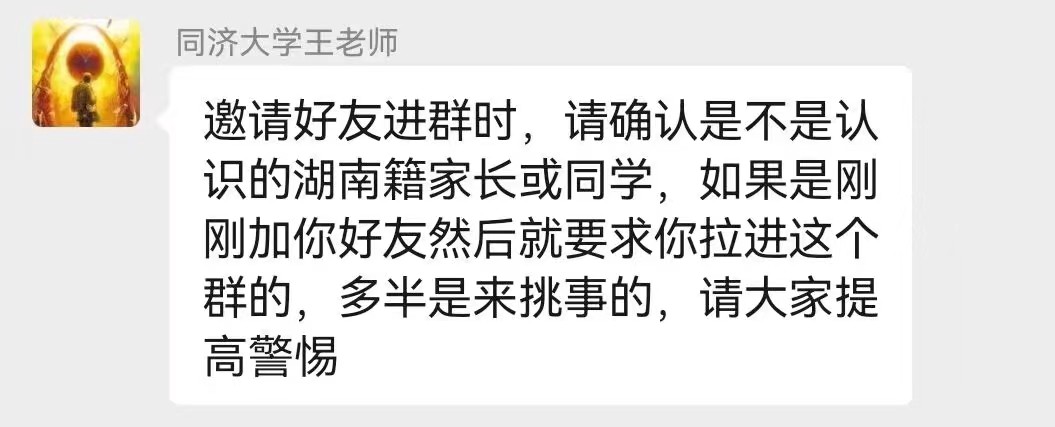 同济大学王老师
邀请好友进群时，请确认是不是认
识的湖南籍家长或同学，如果是刚
刚加你好友然后就要求你拉进这个
群的，多半是来挑事的，请大家提
高警惕